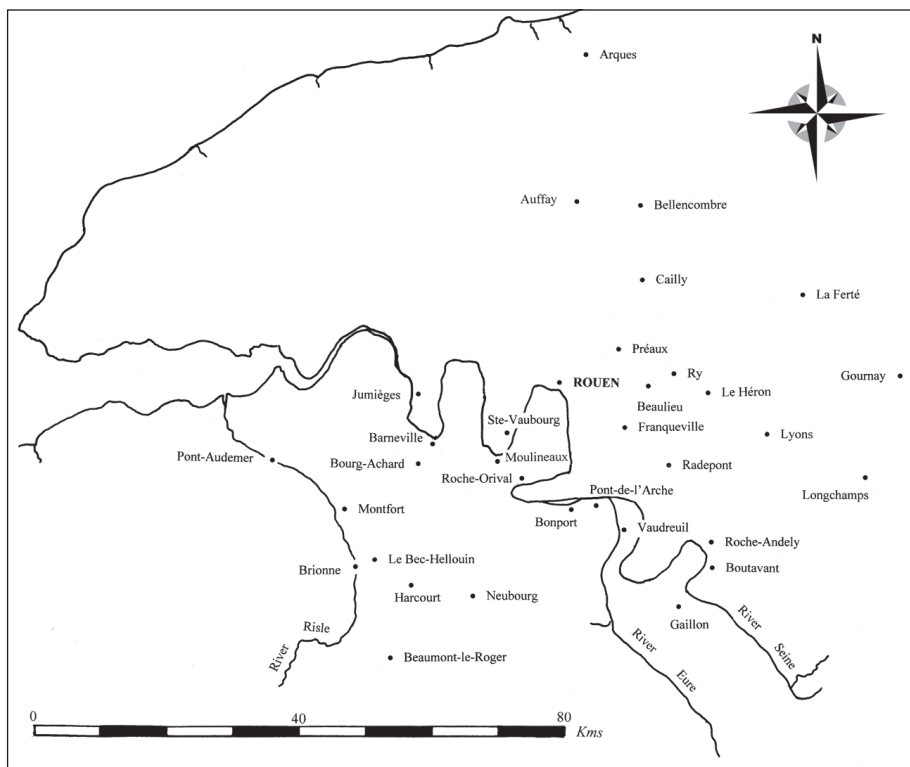 N
Arques
Auffay
Bellencombre
Cailly
La Ferté
Préaux
Ry
ROUEN
Gournay
Jumièges
Beaulieu
Le Héron
Ste-Vaubourg
Franqueville
Barneville
Lyons
Pont-Audemer
Bourg-Achard
Moulineaux
Radepont
Roche-Orival
Longchamps
Pont-de-l'Arche
Montfort
Bonport
Vaudreuil
Roche-Andely
Le Bec-Hellouin
Brionne
Boutavant
Harcourt
Neubourg
Gaillon
River Risle
River Seine
River Eure
Beaumont-le-Roger
0 40 80
Kms